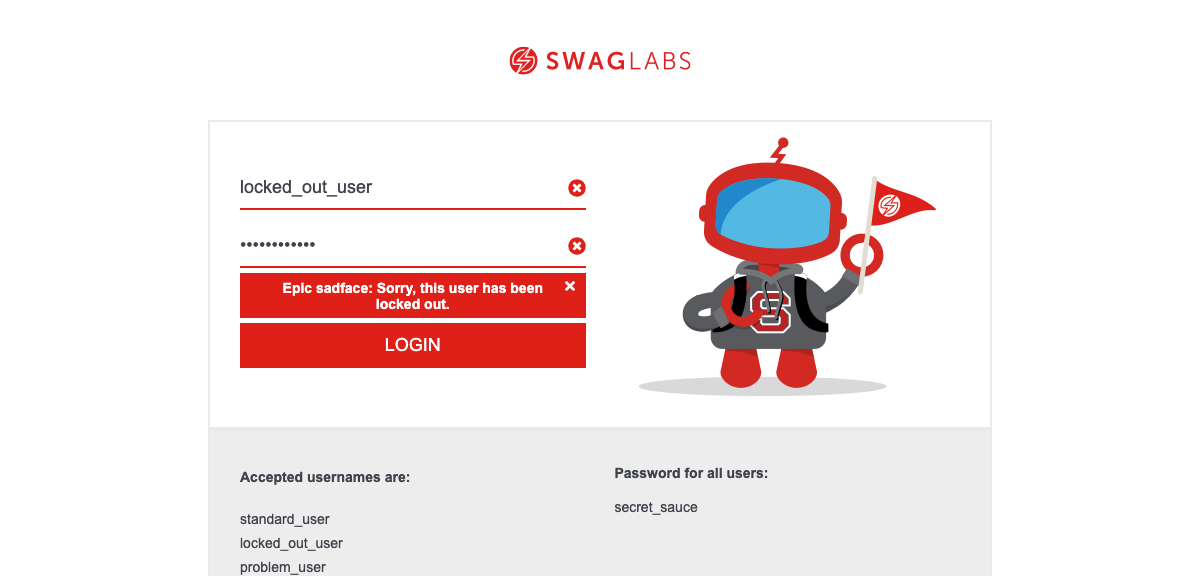 SWAGLABS
locked_out_user
••••••••••••
Epic sadface: Sorry, this user has been
locked out.
LOGIN
S
Accepted usernames are:
standard_user
locked_out_user
problem_user
Password for all users:
secret_sauce